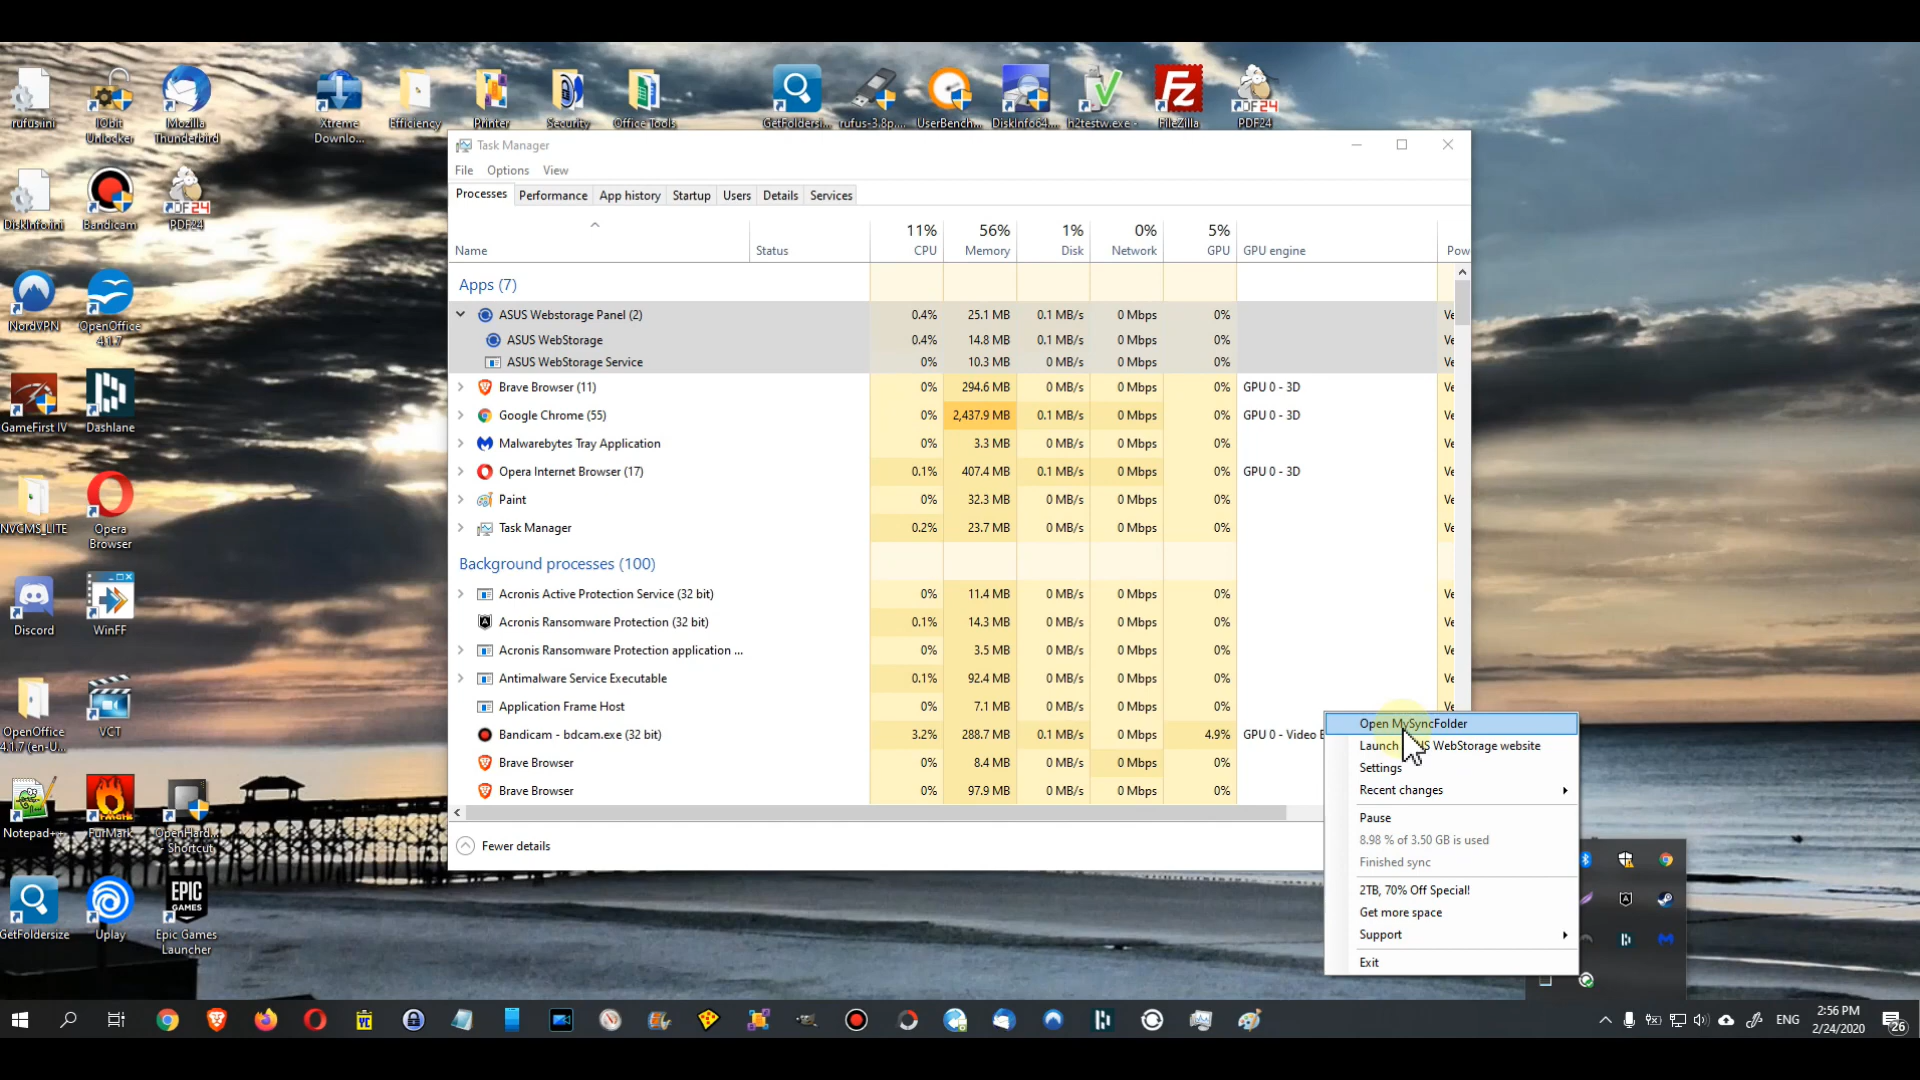 rufus.ini
IObit Unlocker
Mozilla Thunderbird
Xtreme Downlo...
Efficiency
Printer
Security
Office Tools
GetFoldersi...
rufus-3.8p....
UserBench...
DiskInfo64...
h2testw.exe -
FileZilla
PDF24
DiskInfo.ini
Bandicam
PDF24
NordVPN
OpenOffice 4.1.7
GameFirst IV
Dashlane
NVCMS_LITE
Opera Browser
Discord
WinFF
OpenOffice 4.1.7 (en-U...
VCT
Notepad++
FurMark
OpenHard... - Shortcut
GetFoldersize
Uplay
Epic Games Launcher
Task Manager
File Options View
Processes Performance App history Startup Users Details Services
11% 56% 1% 0% 5%
Name Status CPU Memory Disk Network GPU GPU engine Pow
Apps (7)
ASUS Webstorage Panel (2) 0.4% 25.1 MB 0.1 MB/s 0 Mbps 0% Ve
ASUS WebStorage 0.4% 14.8 MB 0.1 MB/s 0 Mbps 0% Ve
ASUS WebStorage Service 0% 10.3 MB 0 MB/s 0 Mbps 0% Ve
Brave Browser (11) 0% 294.6 MB 0 MB/s 0 Mbps 0% GPU 0 - 3D Ve
Google Chrome (55) 0% 2,437.9 MB 0.1 MB/s 0 Mbps 0% GPU 0 - 3D Ve
Malwarebytes Tray Application 0% 3.3 MB 0 MB/s 0 Mbps 0% Ve
Opera Internet Browser (17) 0.1% 407.4 MB 0.1 MB/s 0 Mbps 0% GPU 0 - 3D Ve
Paint 0% 32.3 MB 0 MB/s 0 Mbps 0% Ve
Task Manager 0.2% 23.7 MB 0 MB/s 0 Mbps 0% Ve
Background processes (100)
Acronis Active Protection Service (32 bit) 0% 11.4 MB 0 MB/s 0 Mbps 0% Ve
Acronis Ransomware Protection (32 bit) 0.1% 14.3 MB 0 MB/s 0 Mbps 0% Ve
Acronis Ransomware Protection application ... 0% 3.5 MB 0 MB/s 0 Mbps 0% Ve
Antimalware Service Executable 0.1% 92.4 MB 0 MB/s 0 Mbps 0% Ve
Application Frame Host 0% 7.1 MB 0 MB/s 0 Mbps 0% Ve
Bandicam - bdcam.exe (32 bit) 3.2% 288.7 MB 0.1 MB/s 0 Mbps 4.9% GPU 0 - Video E
Brave Browser 0% 8.4 MB 0 MB/s 0 Mbps 0%
Brave Browser 0% 97.9 MB 0 MB/s 0 Mbps 0%
Fewer details
Open MySyncFolder
Launch S WebStorage website
Settings
Recent changes
Pause
8.98 % of 3.50 GB is used
Finished sync
2TB, 70% Off Special!
Get more space
Support
Exit
ENG
2:56 PM
2/24/2020
26